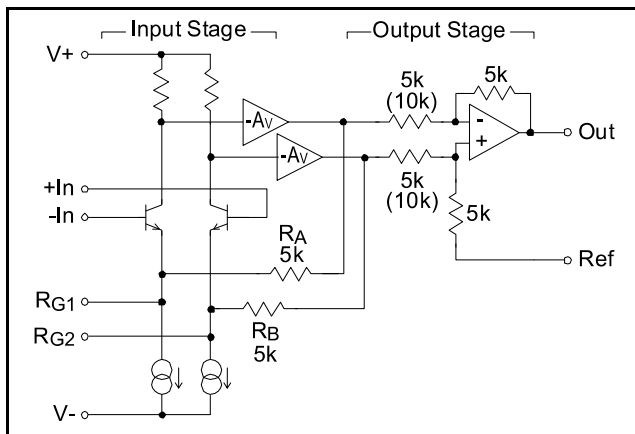 Input Stage
Output Stage
V+
5k
(10k)
5k
-AV
-
+
Out
-AV
+In
-In
5k
(10k)
5k
RA
5k
Ref
RG1
RG2
RB
5k
V-